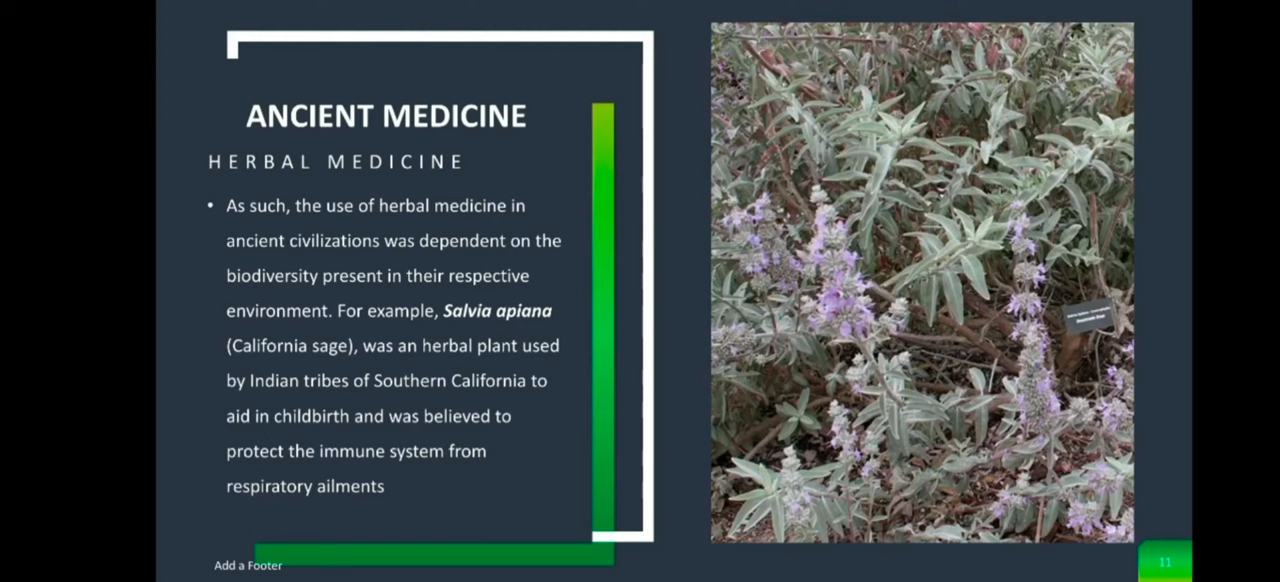 ANCIENT MEDICINE
HERBAL MEDICINE
• As such, the use of herbal medicine in
ancient civilizations was dependent on the
biodiversity present in their respective
environment. For example, Salvia apiana
(California sage), was an herbal plant used
by Indian tribes of Southern California to
aid in childbirth and was believed to
protect the immune system from
respiratory ailments
Add a Footer
11